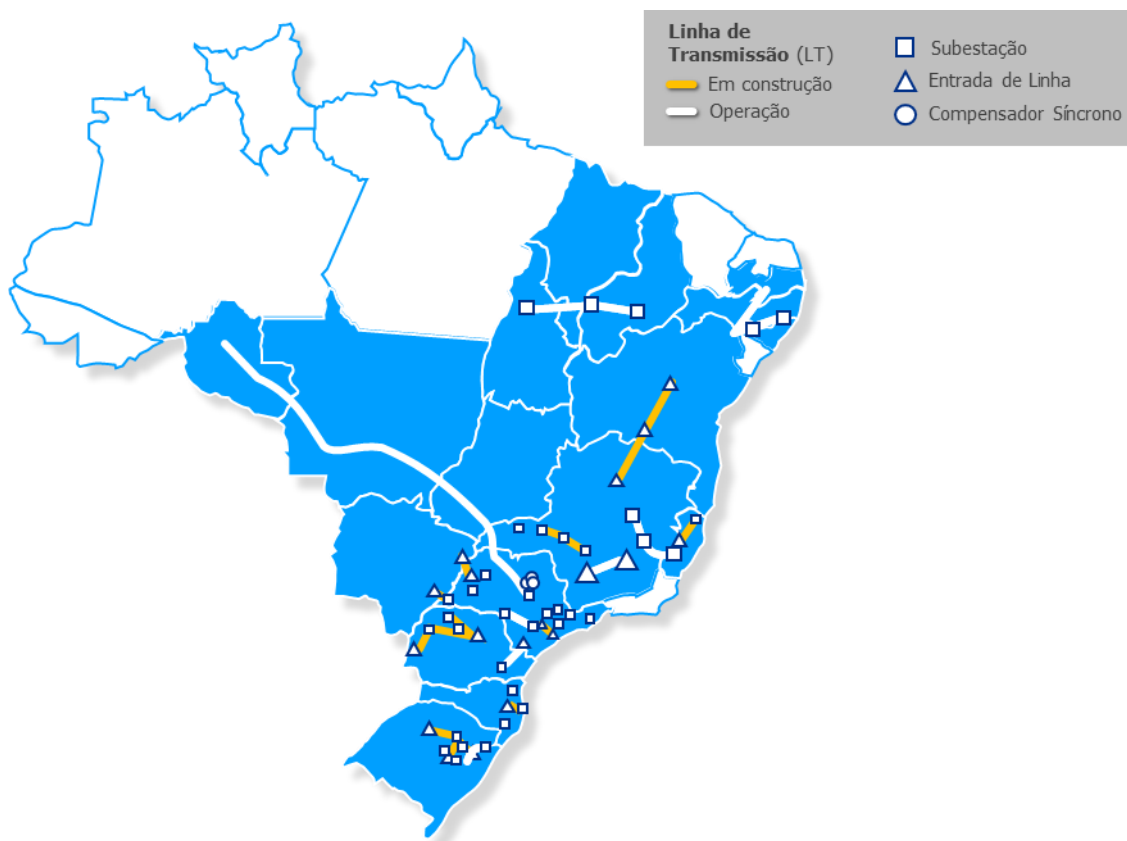 Linha de
Transmissão (LT)
Em construção
Operação
Subestação
Entrada de Linha
Compensador Síncrono